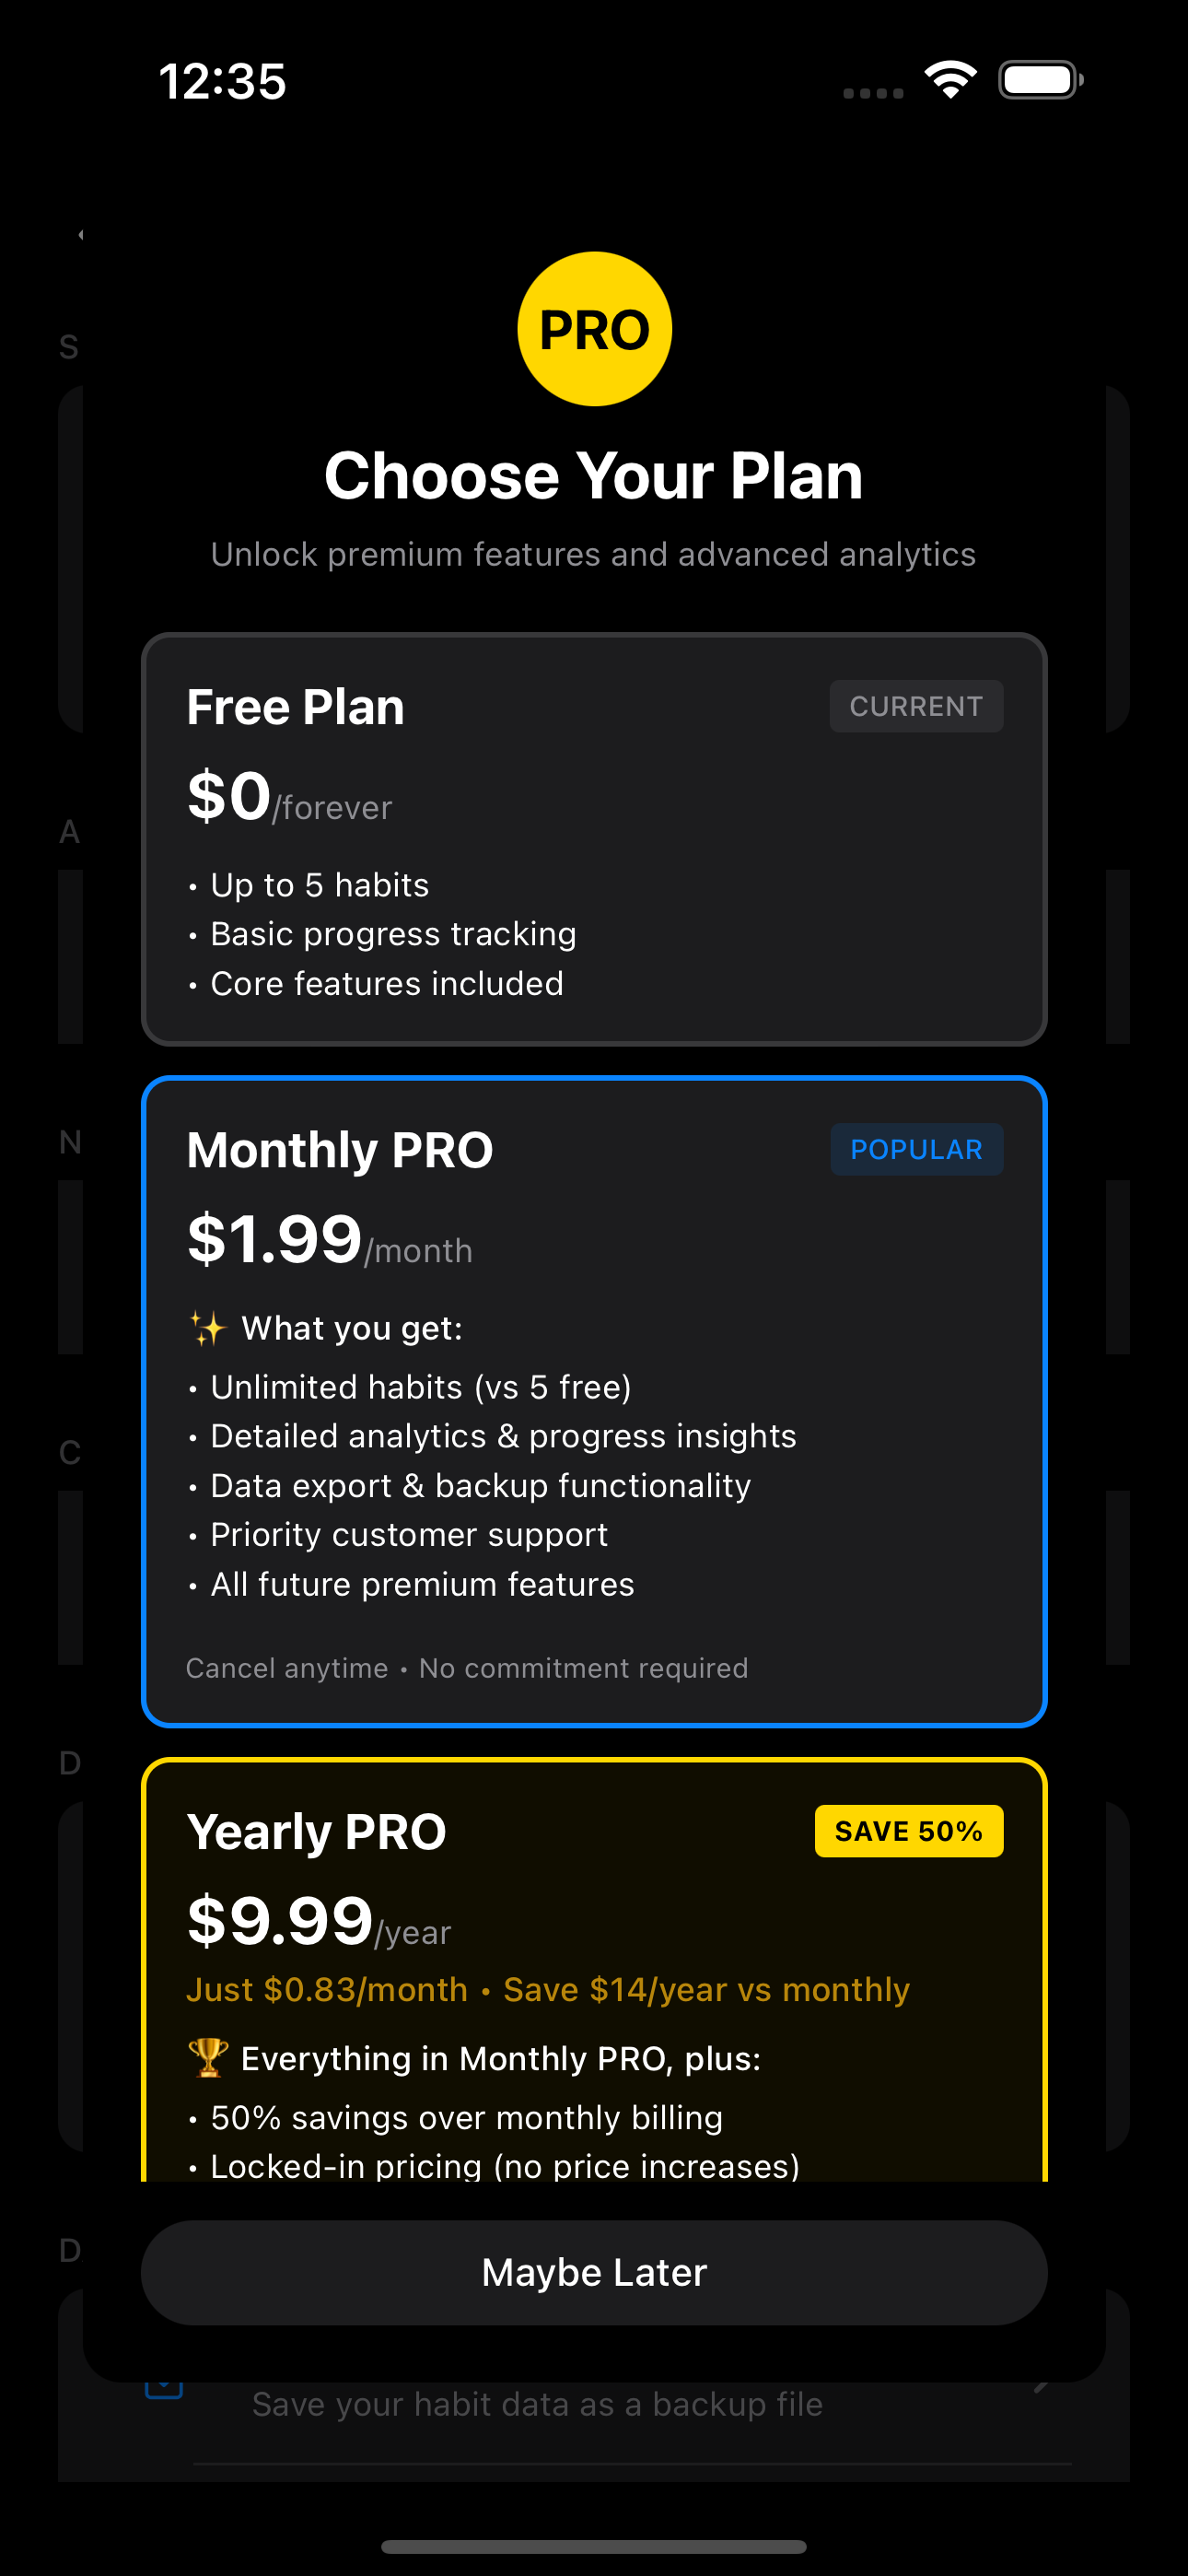 12:35
PRO
Choose Your Plan
Unlock premium features and advanced analytics
S
Free Plan
CURRENT
$0/forever
A
• Up to 5 habits
• Basic progress tracking
• Core features included
Monthly PRO
POPULAR
N
$1.99/month
✨ What you get:
• Unlimited habits (vs 5 free)
• Detailed analytics & progress insights
C
• Data export & backup functionality
• Priority customer support
• All future premium features
Cancel anytime • No commitment required
D
Yearly PRO
SAVE 50%
$9.99/year
Just $0.83/month • Save $14/year vs monthly
🏆 Everything in Monthly PRO, plus:
• 50% savings over monthly billing
• Locked-in pricing (no price increases)
D
Maybe Later
Save your habit data as a backup file